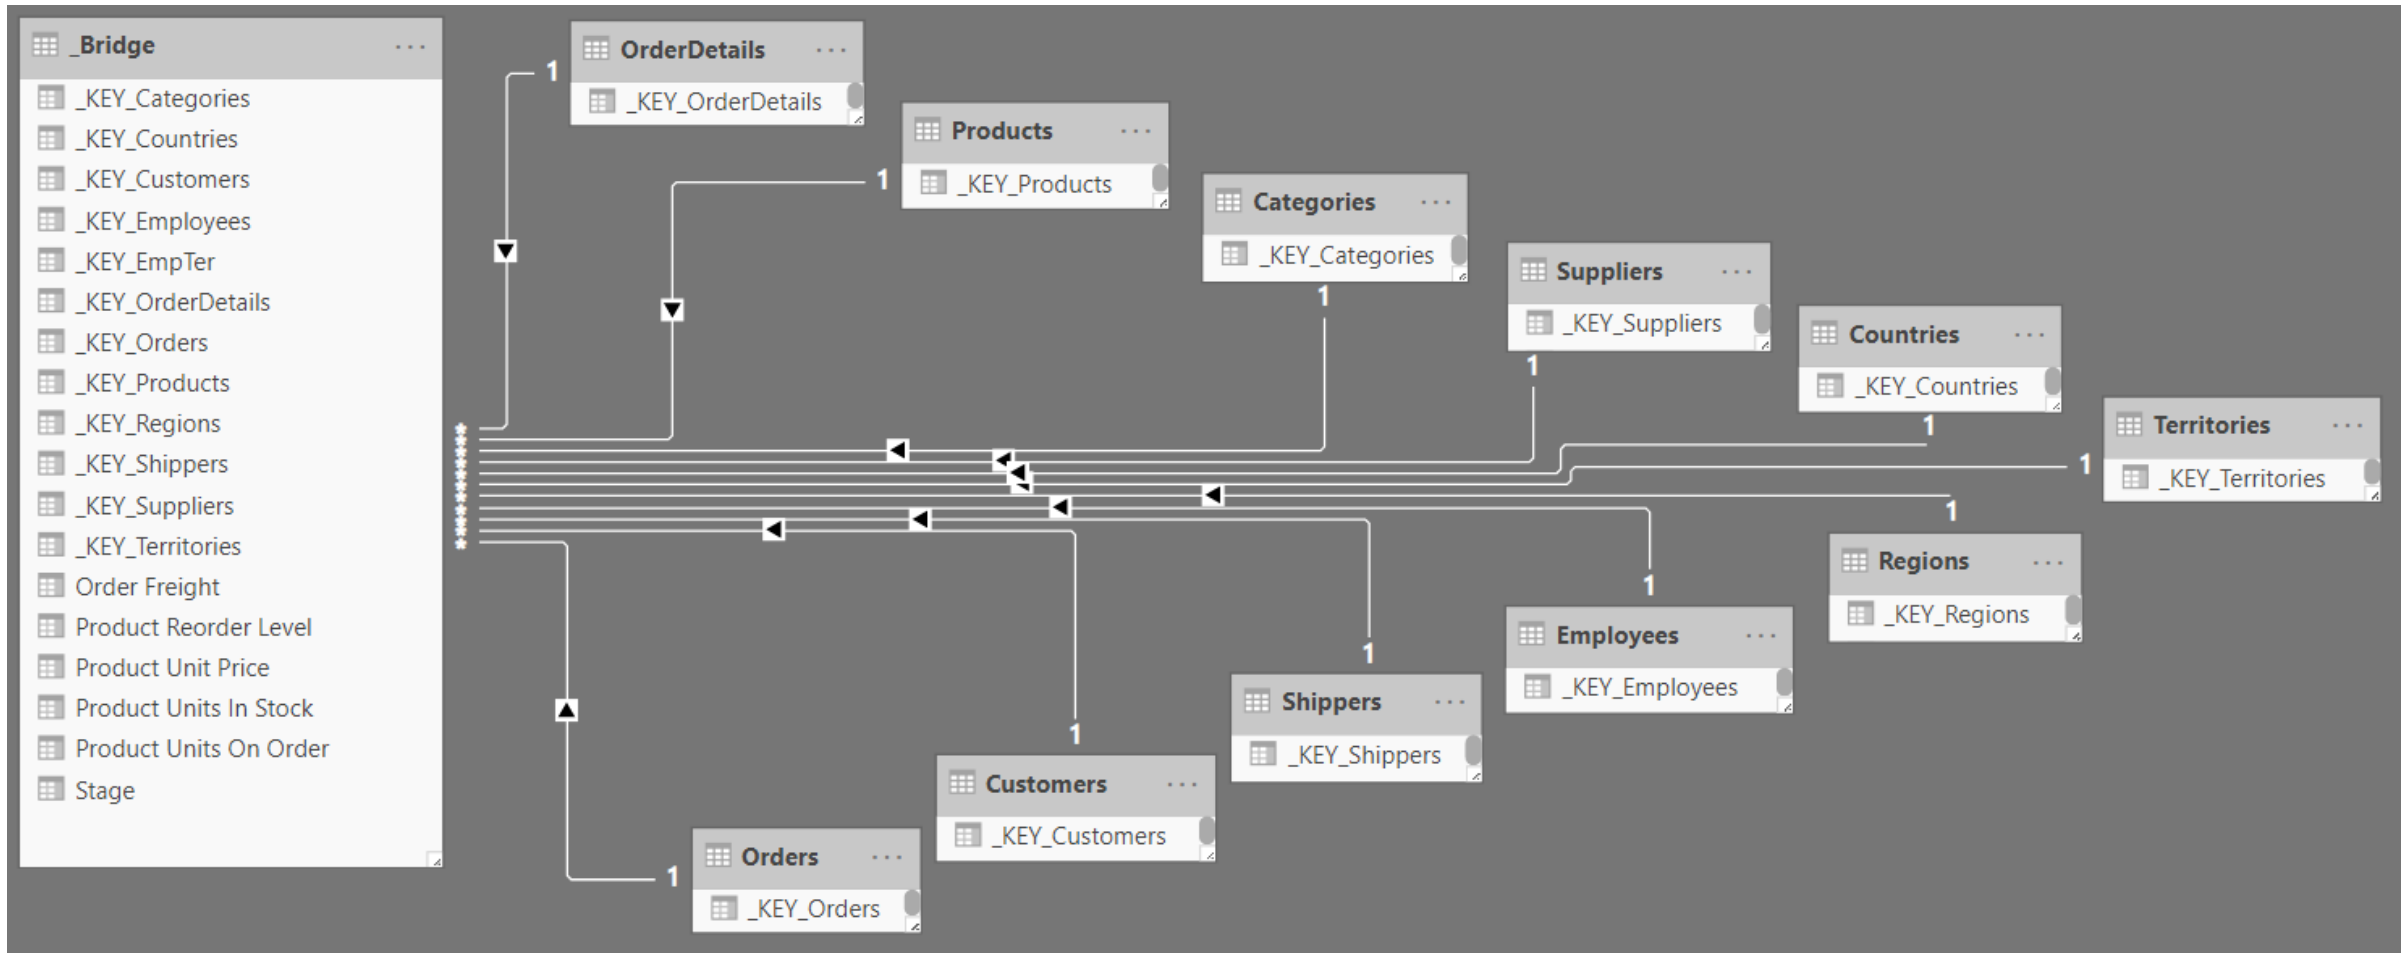 _Bridge
_KEY_Categories
_KEY_Countries
_KEY_Customers
_KEY_Employees
_KEY_EmpTer
_KEY_OrderDetails
_KEY_Orders
_KEY_Products
_KEY_Regions
_KEY_Shippers
_KEY_Suppliers
_KEY_Territories
Order Freight
Product Reorder Level
Product Unit Price
Product Units In Stock
Product Units On Order
Stage
*
*
*
*
*
*
*
*
*
*
*
1
OrderDetails
_KEY_OrderDetails
1
Products
_KEY_Products
Categories
_KEY_Categories
1
Suppliers
_KEY_Suppliers
1
Countries
_KEY_Countries
1
Territories
_KEY_Territories
1
1
Regions
_KEY_Regions
1
Employees
_KEY_Employees
1
Shippers
_KEY_Shippers
1
Customers
_KEY_Customers
1
Orders
_KEY_Orders